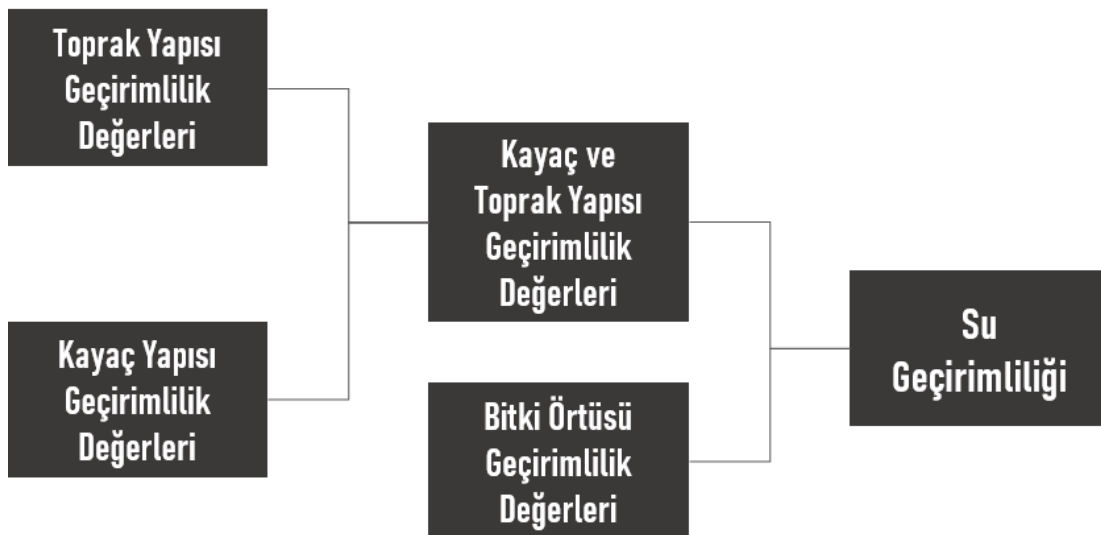 Toprak Yapısı
Geçirimlilik
Değerleri
Kayaç Yapısı
Geçirimlilik
Değerleri
Kayaç ve
Toprak Yapısı
Geçirimlilik
Değerleri
Bitki Örtüsü
Geçirimlilik
Değerleri
Su
Geçirimliliği